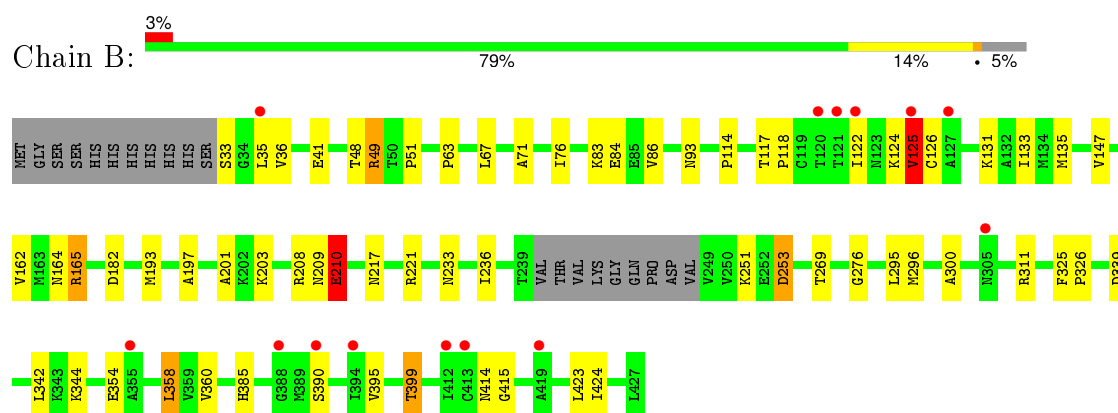 3%
Chain B:
79% 14% • 5%
MET GLY SER SER HIS HIS HIS HIS HIS HIS SER S33 G34 L35 V36 E41 T48 R49 T50 P51 P63 L67 A71 I76 K83 E84 E85 V86 N93 P114 T117 P118 C119 T120 T121 I122 N123 K124 V125 C126 A127 K131 A132 I133 M134 M135 V147
V162 M163 N164 R165 D182 M193 A197 A201 K202 K203 R208 N209 E210 N217 R221 N233 I236 T239 VAL THR VAL LYS GLY GLN PRO ASP VAL V249 V250 K251 E252 D253 T269 G276 L295 M296 A300 N305 R311 F325 P326 D339
L342 K343 K344 E354 A355 L358 V359 V360 H385 G388 M389 S390 I394 V395 T399 I412 C413 N414 G415 A419 L423 I424 L427